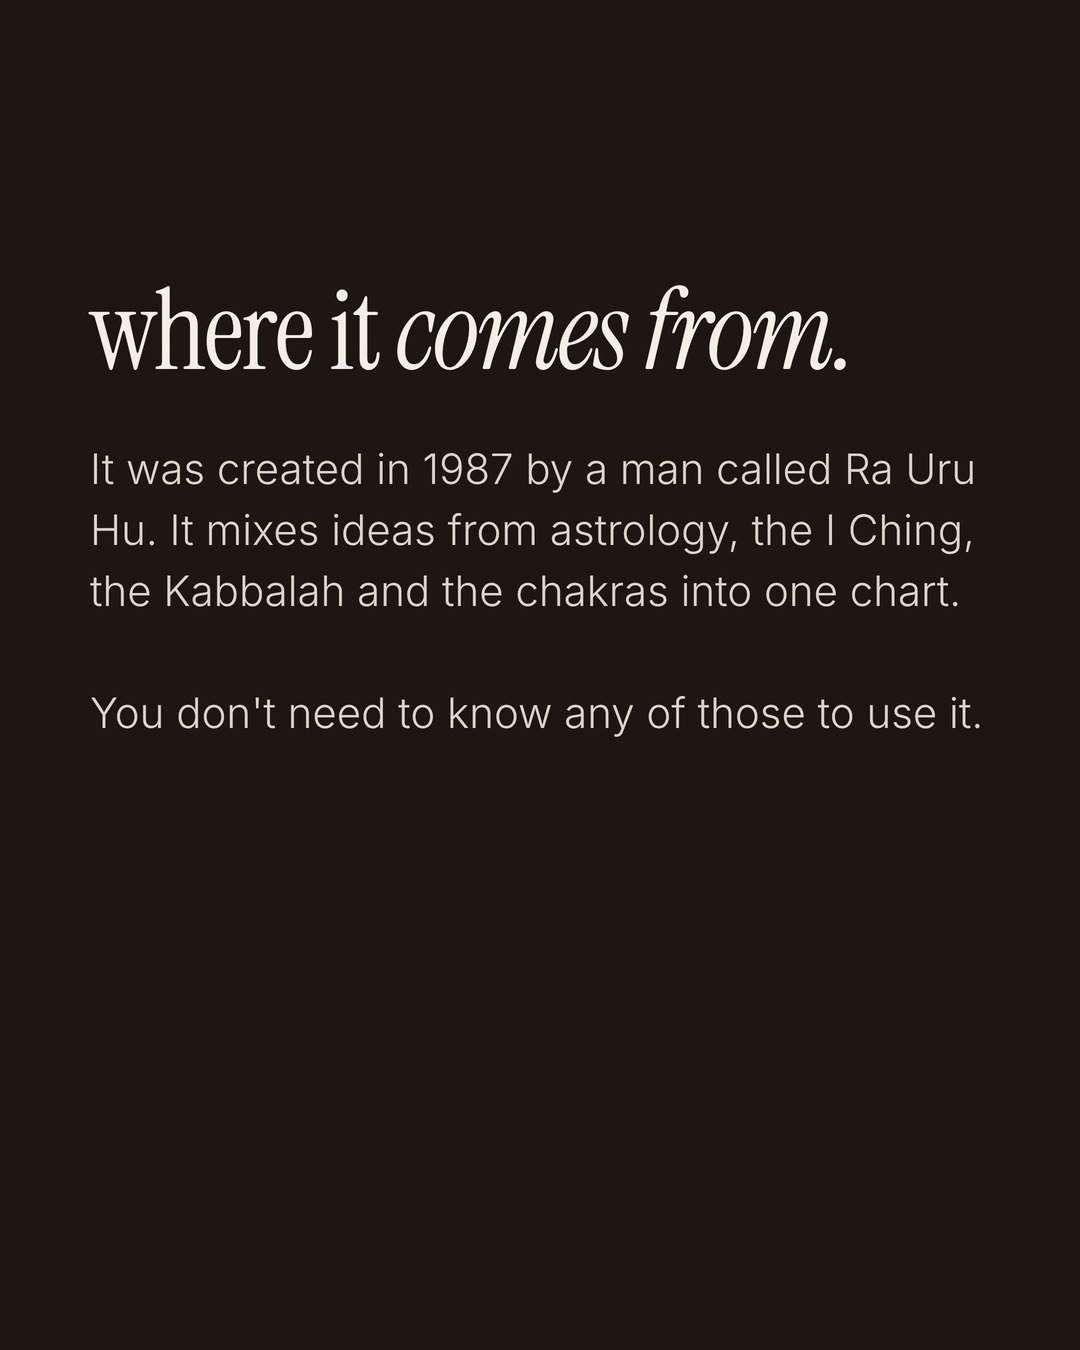 where it comes from.
It was created in 1987 by a man called Ra Uru
Hu. It mixes ideas from astrology, the I Ching,
the Kabbalah and the chakras into one chart.
You don't need to know any of those to use it.